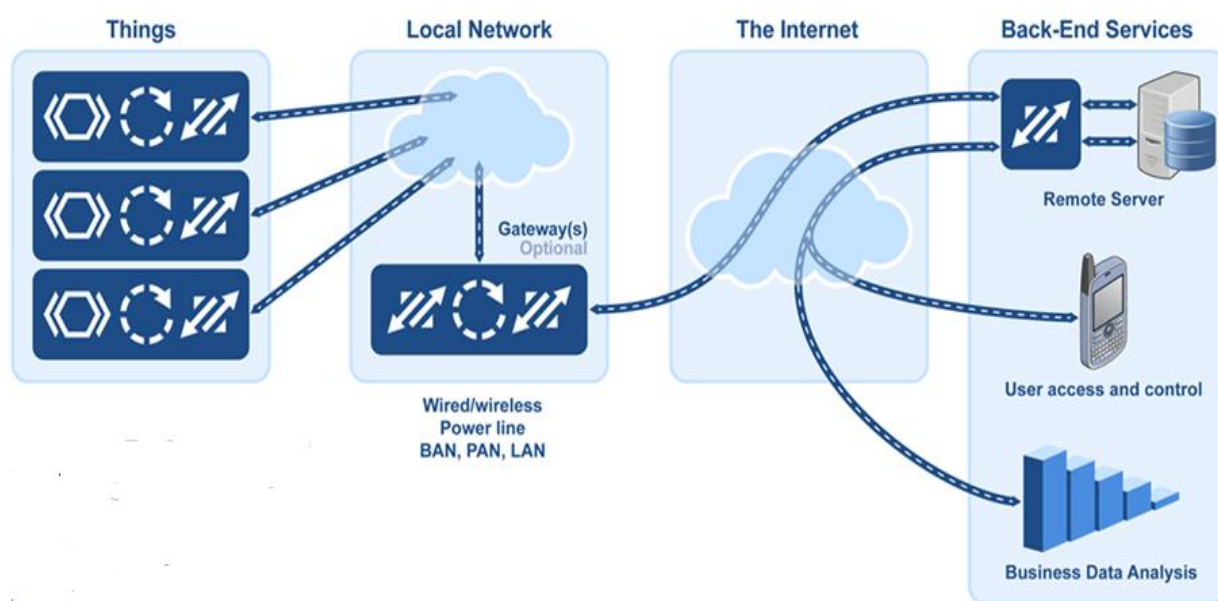 Things
Local Network
The Internet
Back-End Services
Gateway(s)
Optional
Wired/wireless
Power line
BAN, PAN, LAN
Remote Server
User access and control
Business Data Analysis